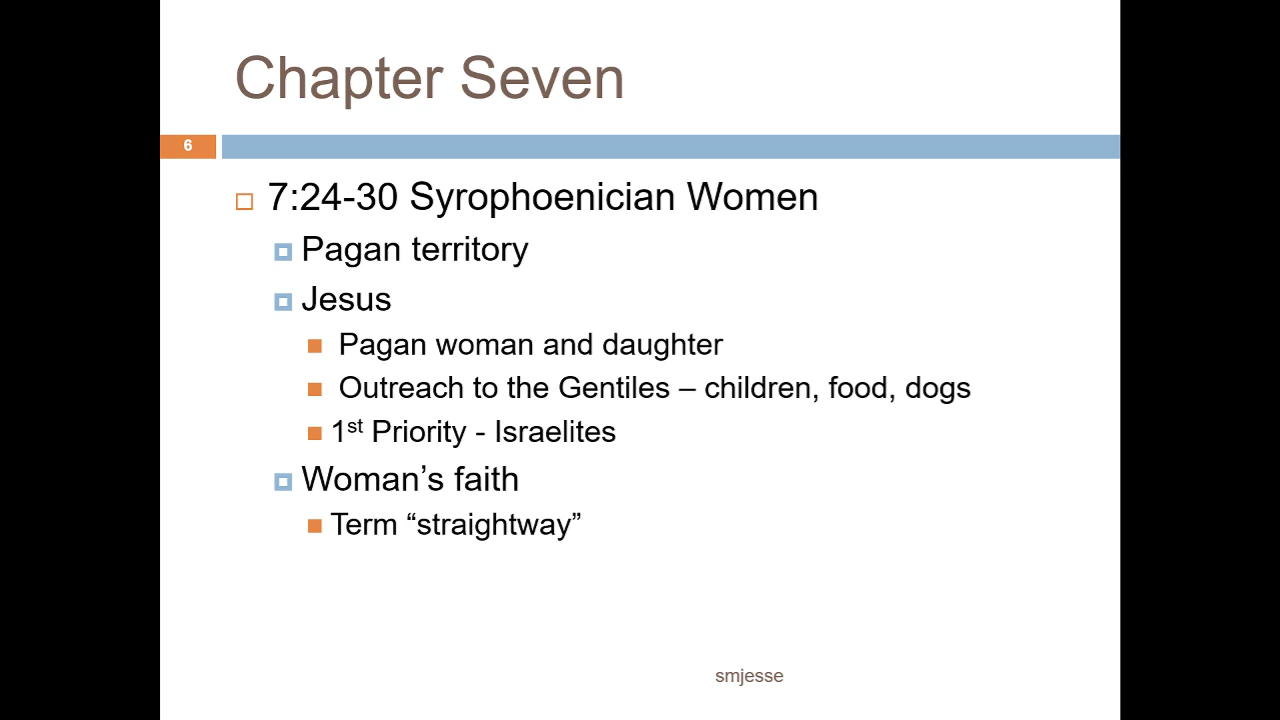 Chapter Seven
6
7:24-30 Syrophoenician Women
Pagan territory
Jesus
Pagan woman and daughter
Outreach to the Gentiles – children, food, dogs
1st Priority - Israelites
Woman’s faith
Term “straightway”
smjesse